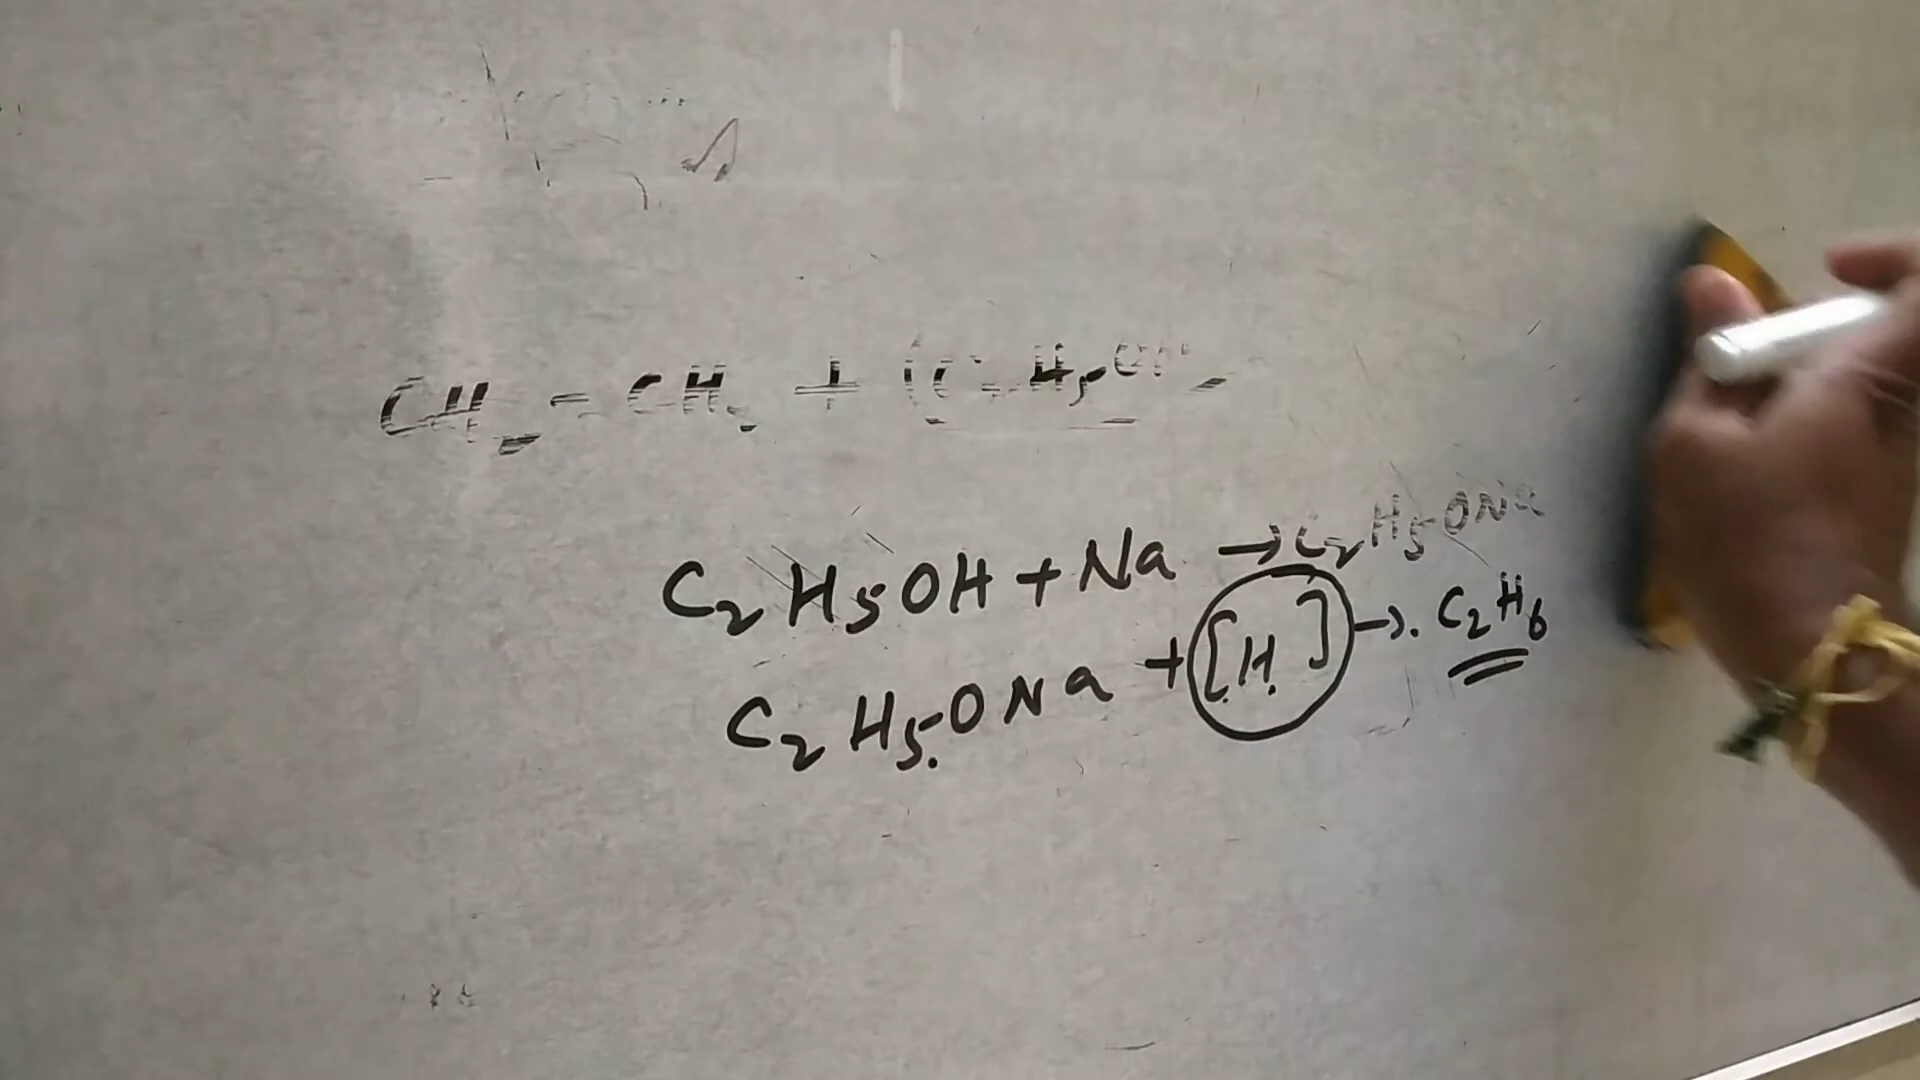 CH₂ = CH₂ + (C₂H₅OH
C₂H₅OH + Na → C₂H₅ONa
C₂H₅ONa + [H] → C₂H₆